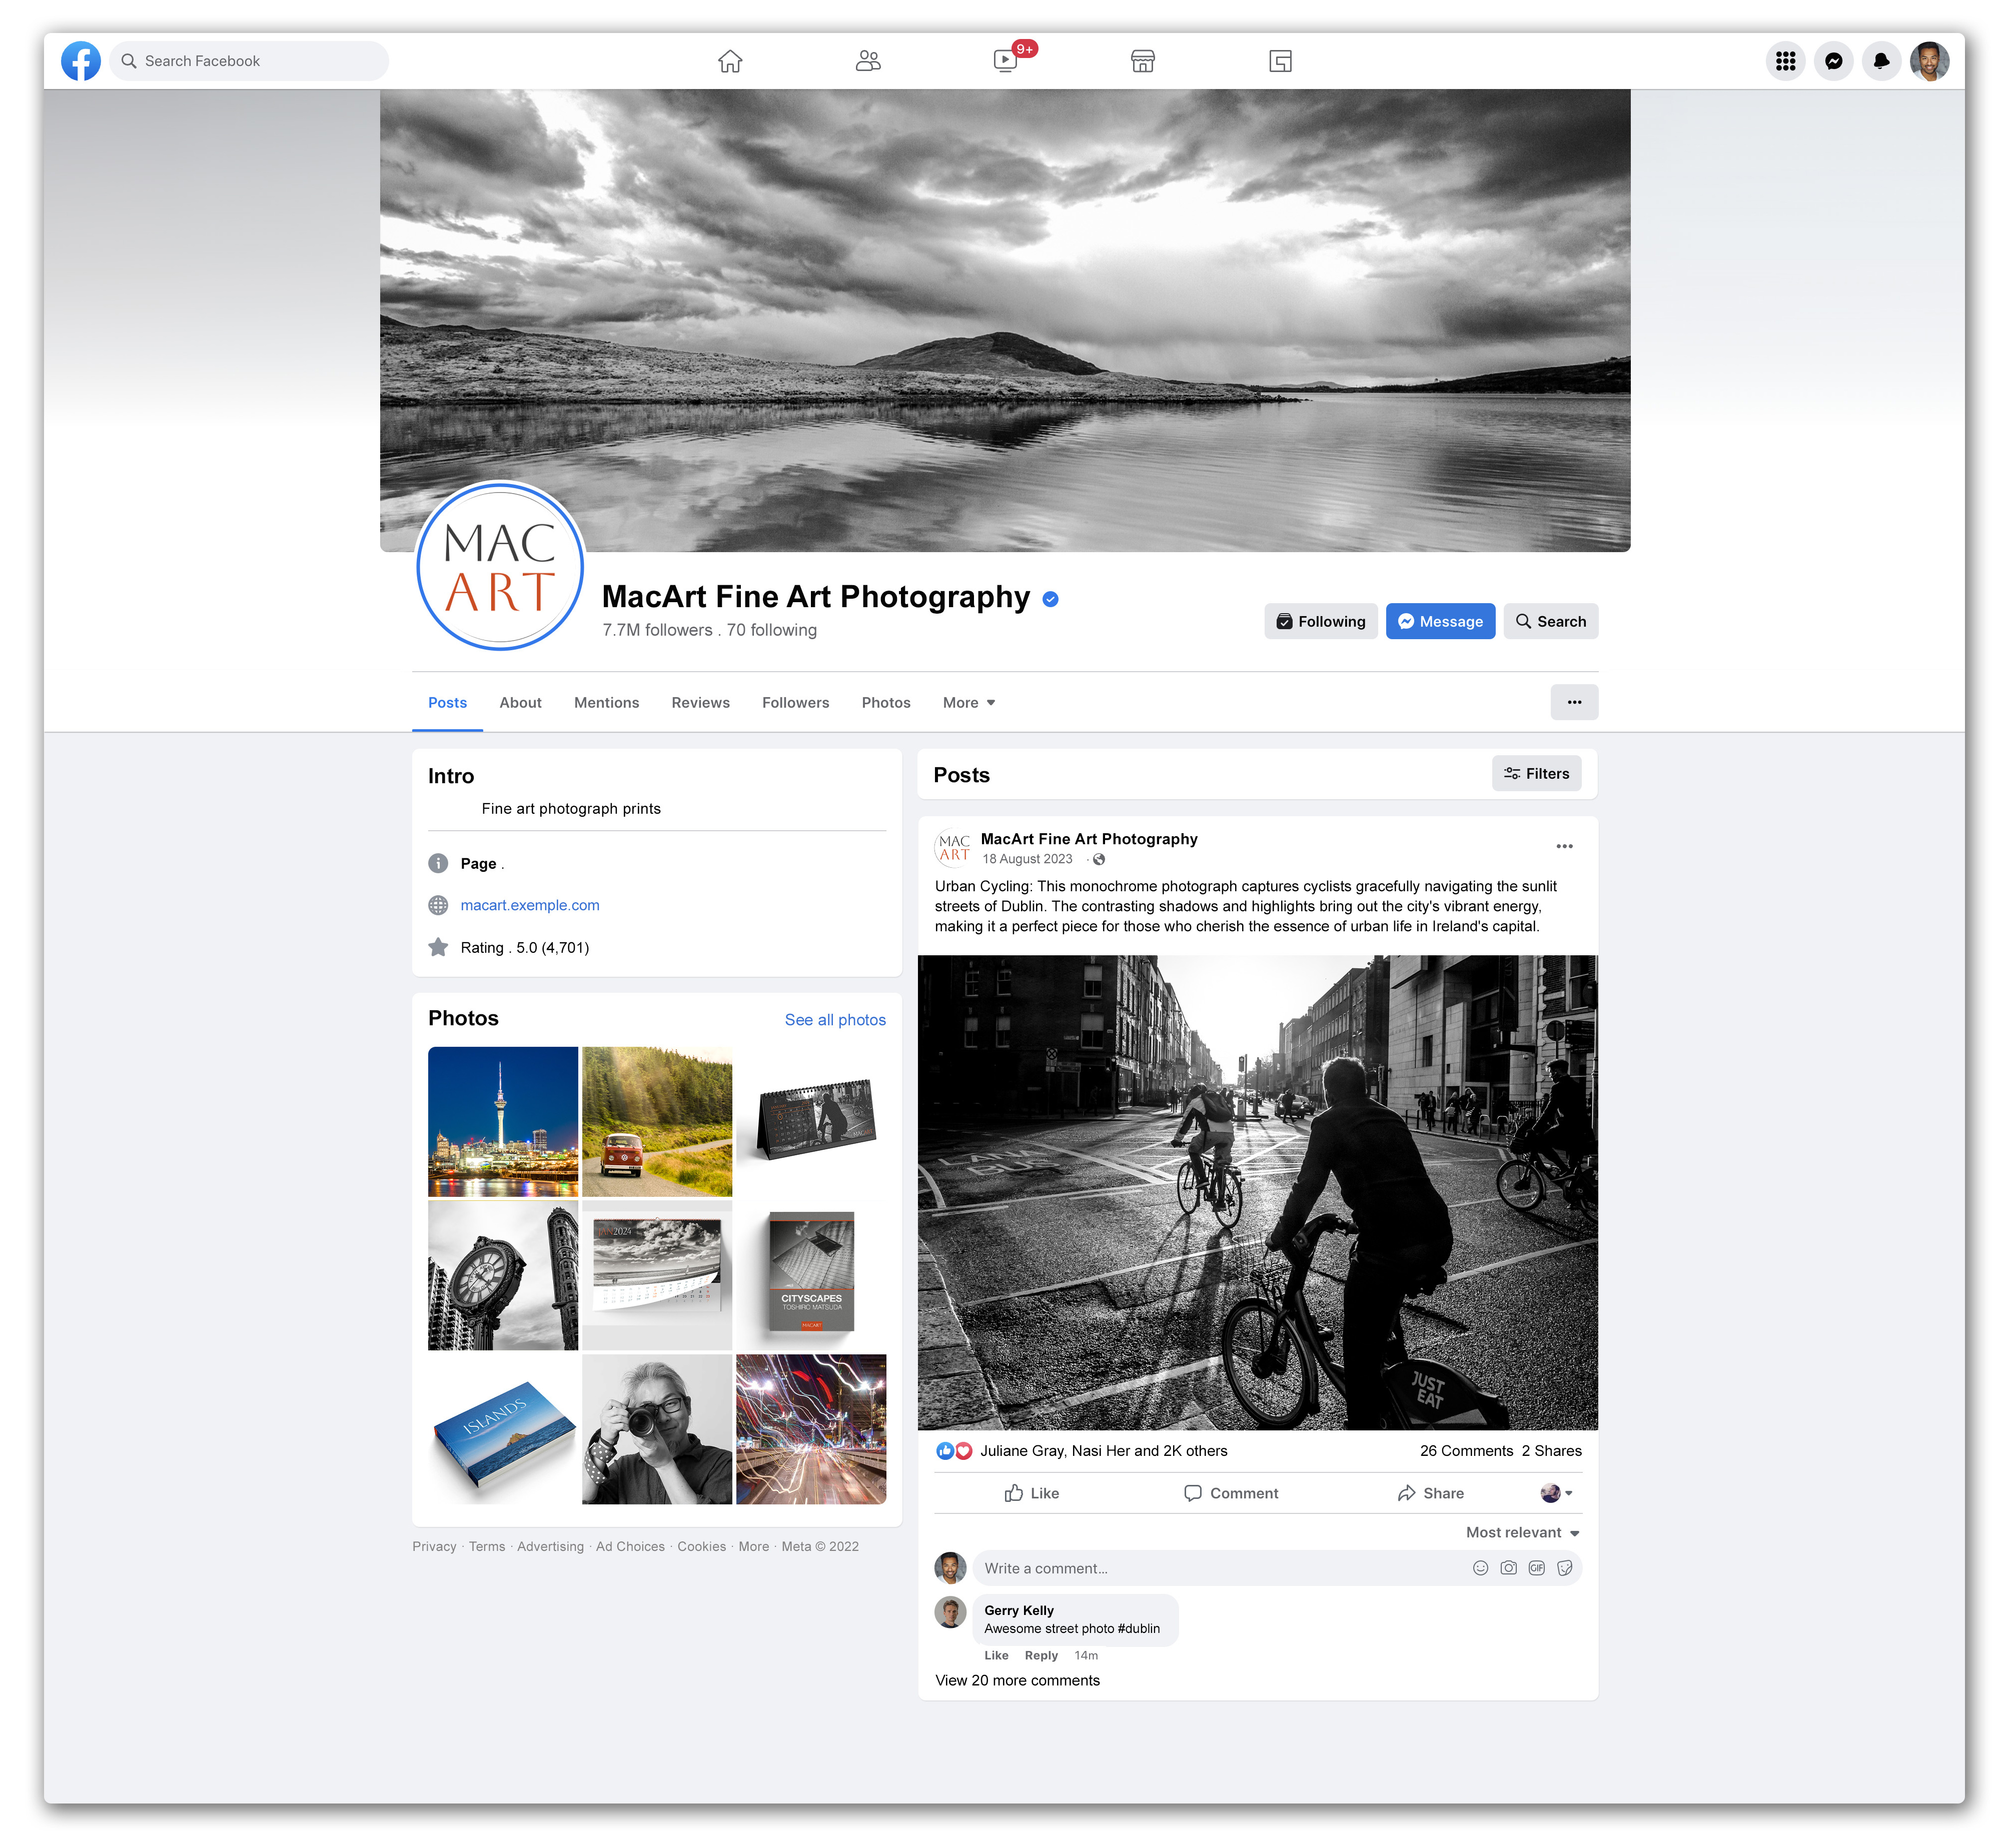 Search Facebook
9+
MAC
ART
MacArt Fine Art Photography
7.7M followers . 70 following
Following
Message
Search
Posts
About
Mentions
Reviews
Followers
Photos
More
Intro
Fine art photograph prints
Page .
macart.exemple.com
Rating . 5.0 (4,701)
Photos
See all photos
2024
CITYSCAPES
TOSHIRO MATSUDA
MACART
ISLANDS
Privacy · Terms · Advertising · Ad Choices · Cookies · More · Meta © 2022
Posts
Filters
MAC
ART
MacArt Fine Art Photography
18 August 2023 ·
Urban Cycling: This monochrome photograph captures cyclists gracefully navigating the sunlit
streets of Dublin. The contrasting shadows and highlights bring out the city's vibrant energy,
making it a perfect piece for those who cherish the essence of urban life in Ireland's capital.
LANA
BUS
JUST
EAT
Juliane Gray, Nasi Her and 2K others
26 Comments 2 Shares
Like
Comment
Share
Most relevant
Write a comment...
GIF
Gerry Kelly
Awesome street photo #dublin
Like Reply 14m
View 20 more comments